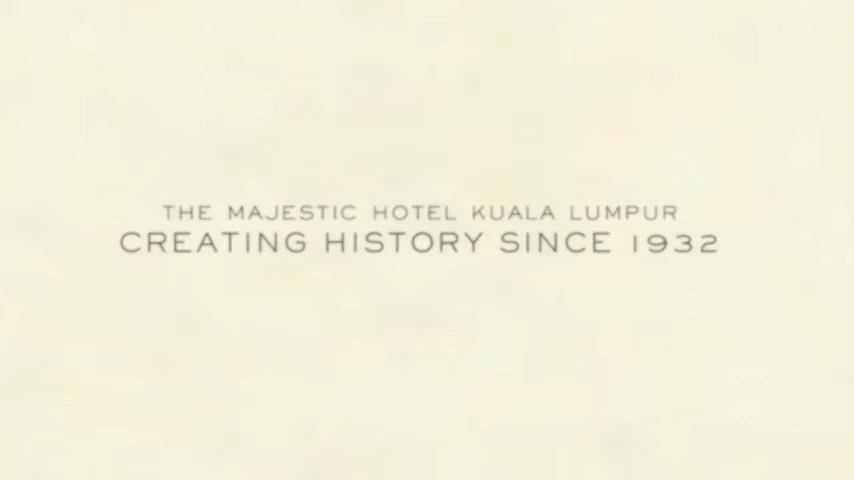 THE MAJESTIC HOTEL KUALA LUMPUR
CREATING HISTORY SINCE 1932